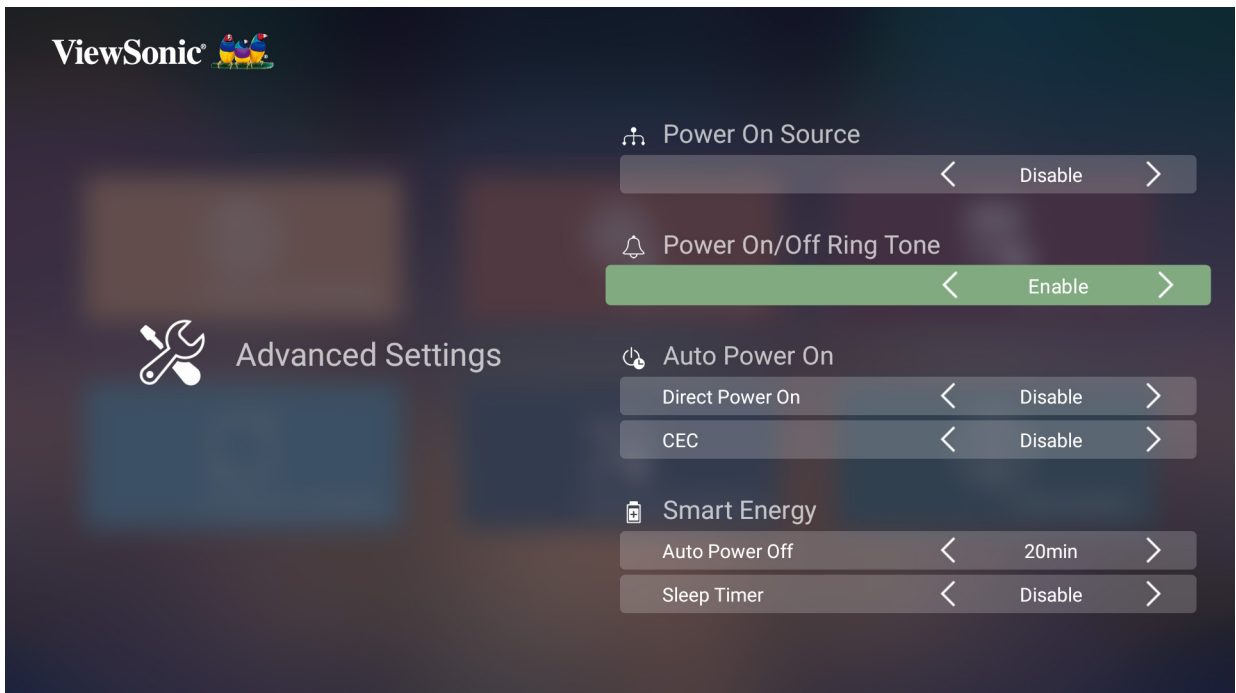 ViewSonic®
Power On Source
Disable
Power On/Off Ring Tone
Enable
Advanced Settings
Auto Power On
Direct Power On Disable
CEC Disable
Smart Energy
Auto Power Off 20min
Sleep Timer Disable